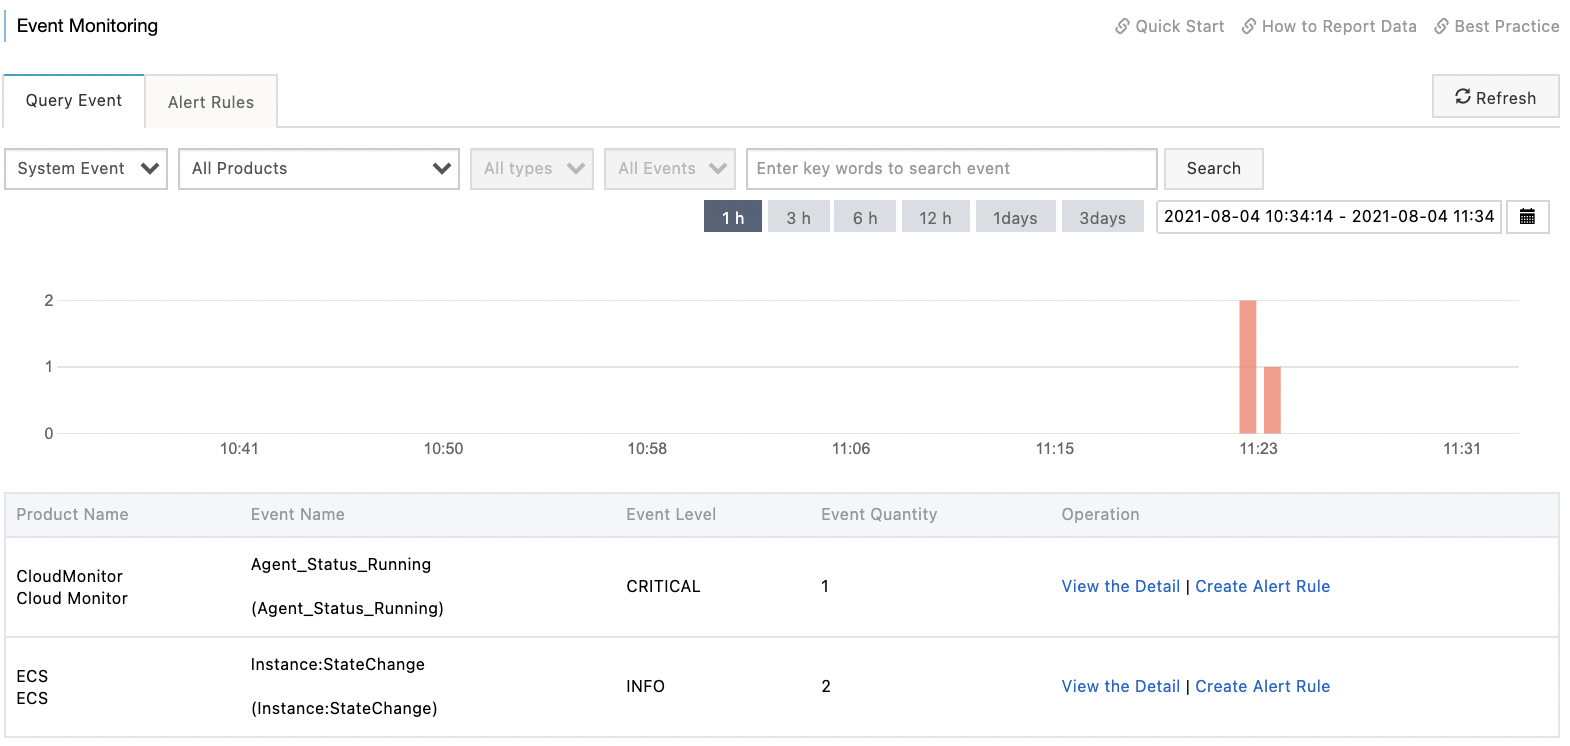 Event Monitoring
Quick Start How to Report Data Best Practice
Query Event Alert Rules Refresh
System Event All Products All types All Events Enter key words to search event Search
1 h 3 h 6 h 12 h 1days 3days 2021-08-04 10:34:14 - 2021-08-04 11:34
2
1
0
10:41 10:50 10:58 11:06 11:15 11:23 11:31
Product Name Event Name Event Level Event Quantity Operation
CloudMonitor
Cloud Monitor
Agent_Status_Running
(Agent_Status_Running)
CRITICAL 1 View the Detail | Create Alert Rule
ECS
ECS
Instance:StateChange
(Instance:StateChange)
INFO 2 View the Detail | Create Alert Rule